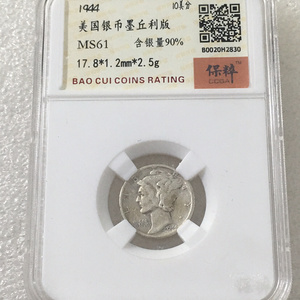 1944 10美分
美国银币墨丘利版
MS61 含银量90%
B0020H2830
17.8*1.2mm*2.5g
保粹
BAO CUI COINS RATING